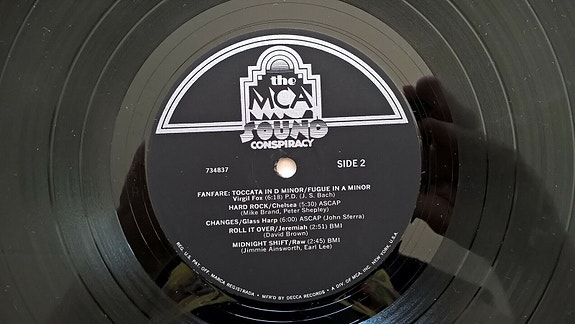 the
MCA
SOUND
CONSPIRACY
734837
SIDE 2
FANFARE: TOCCATA IN D MINOR/FUGUE IN A MINOR
Virgil Fox (6:18) P.D. (J. S. Bach)
HARD ROCK/Chelsea (5:30) ASCAP
(Mike Brand, Peter Shepley)
CHANGES/Glass Harp (6:00) ASCAP (John Sferra)
ROLL IT OVER/Jeremiah (2:51) BMI
(David Brown)
MIDNIGHT SHIFT/Raw (2:45) BMI
(Jimmie Ainsworth, Earl Lee)
REG. U.S. PAT. OFF. MARCA REGISTRADA • MF'D BY DECCA RECORDS • A DIV. OF MCA, INC. NEW YORK, U.S.A.